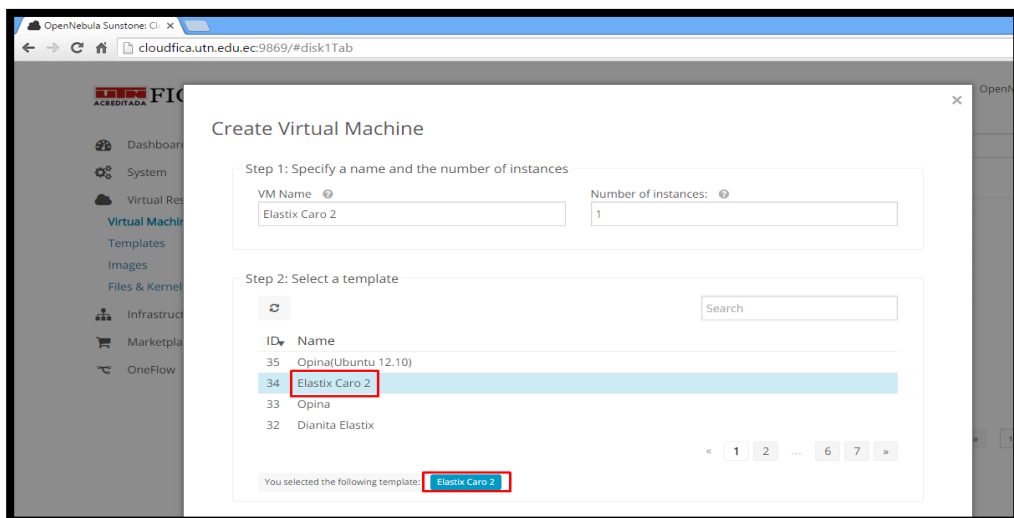 OpenNebula Sunstone: Cl
cloudfica.utn.edu.ec:9869/#disk1Tab
UTN FIC
ACREDITADA
OpenN
Create Virtual Machine
Dashboar
System
Virtual Res
Virtual Machin
Templates
Images
Files & Kernel
Infrastruct
Marketpla
OneFlow
Step 1: Specify a name and the number of instances
VM Name
Number of instances:
Elastix Caro 2
1
Step 2: Select a template
Search
ID Name
35 Opina(Ubuntu 12.10)
34 Elastix Caro 2
33 Opina
32 Dianita Elastix
« 1 2 ... 6 7 »
You selected the following template: Elastix Caro 2
» 1